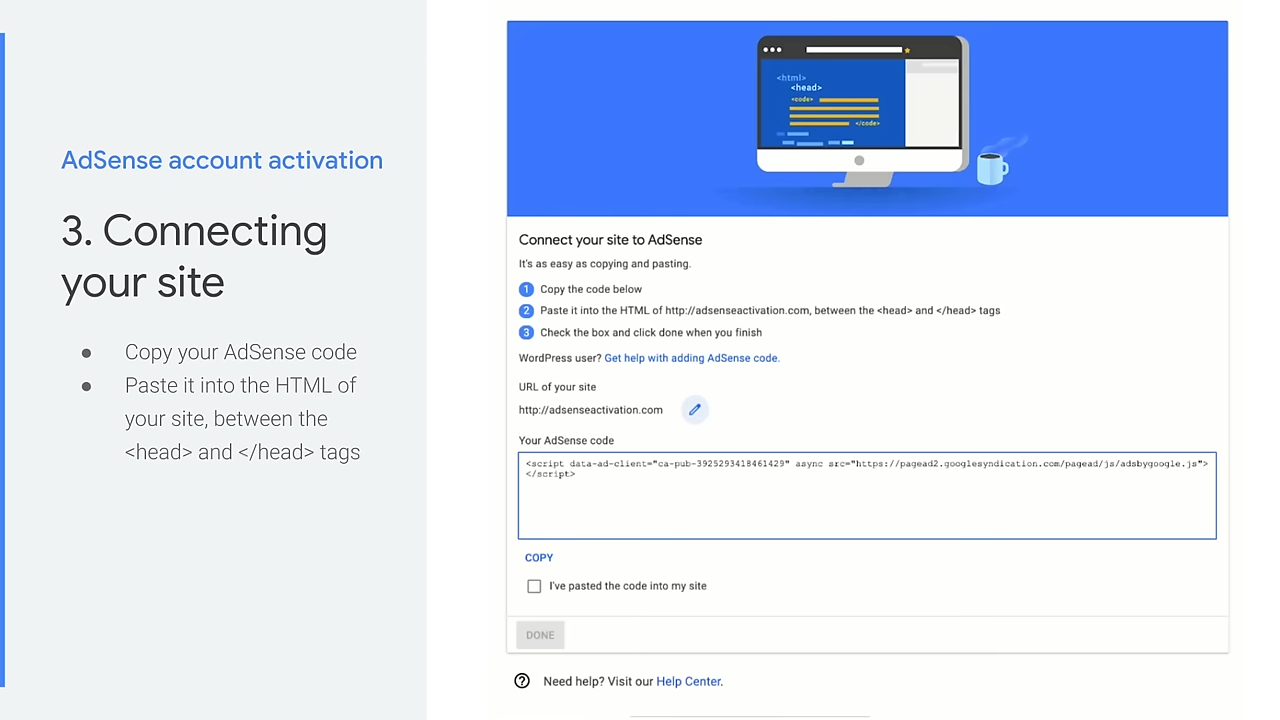 AdSense account activation
3. Connecting
your site
● Copy your AdSense code
● Paste it into the HTML of
your site, between the
<head> and </head> tags
<html>
<head>
<code>
</code>
Connect your site to AdSense
It's as easy as copying and pasting.
1 Copy the code below
2 Paste it into the HTML of http://adsenseactivation.com, between the <head> and </head> tags
3 Check the box and click done when you finish
WordPress user? Get help with adding AdSense code.
URL of your site
http://adsenseactivation.com
Your AdSense code
<script data-ad-client="ca-pub-3925293418461429" async src="https://pagead2.googlesyndication.com/pagead/js/adsbygoogle.js">
</script>
COPY
I've pasted the code into my site
DONE
Need help? Visit our Help Center.